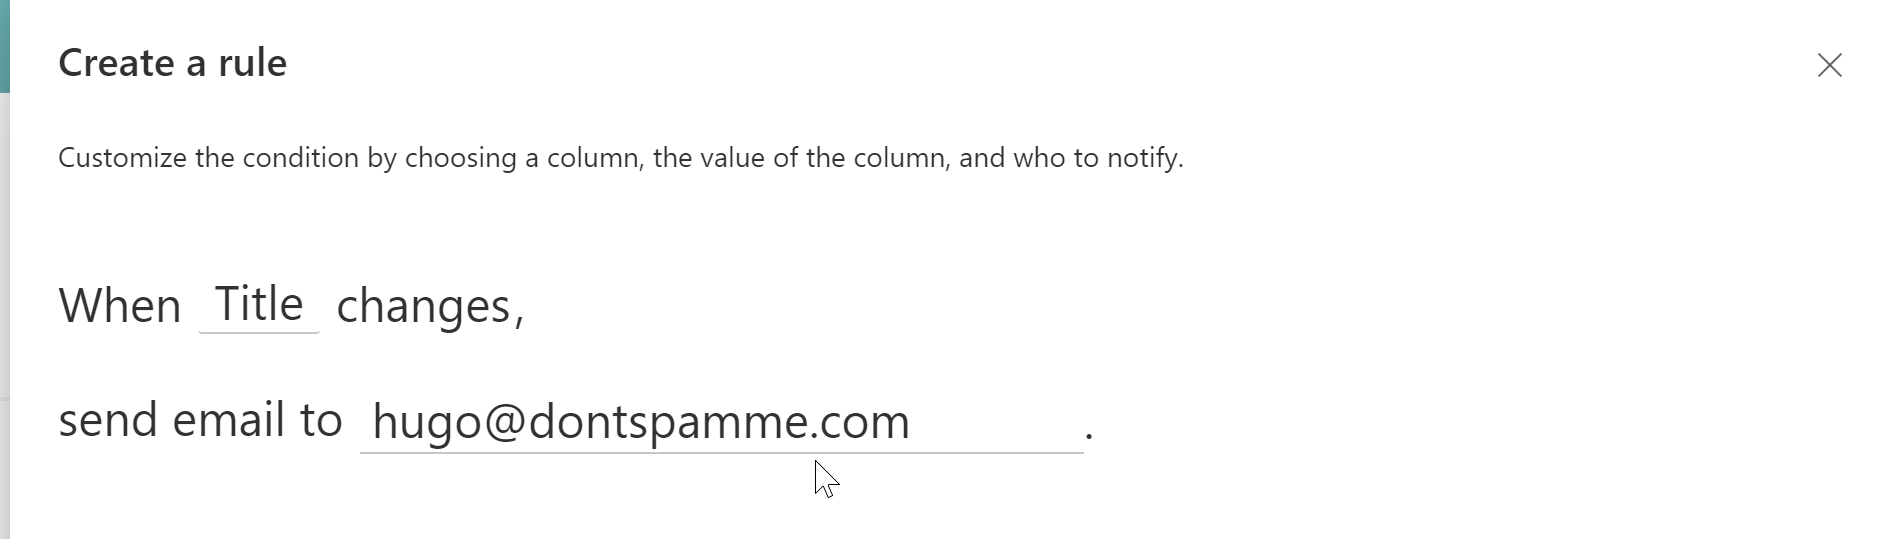 Create a rule
Customize the condition by choosing a column, the value of the column, and who to notify.
When Title changes,
send email to hugo@dontspamme.com .